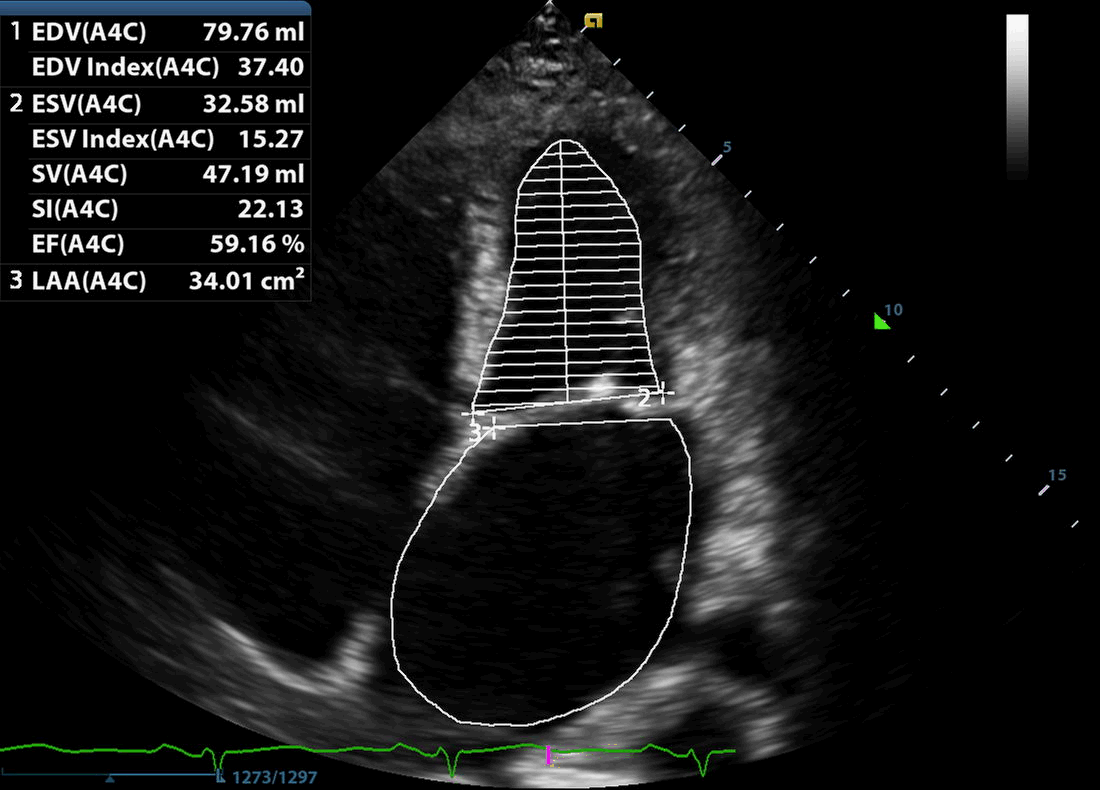 1 EDV(A4C) 79.76 ml
EDV Index(A4C) 37.40
2 ESV(A4C) 32.58 ml
ESV Index(A4C) 15.27
SV(A4C) 47.19 ml
SI(A4C) 22.13
EF(A4C) 59.16 %
3 LAA(A4C) 34.01 cm²
5
10
2
3
15
1273/1297